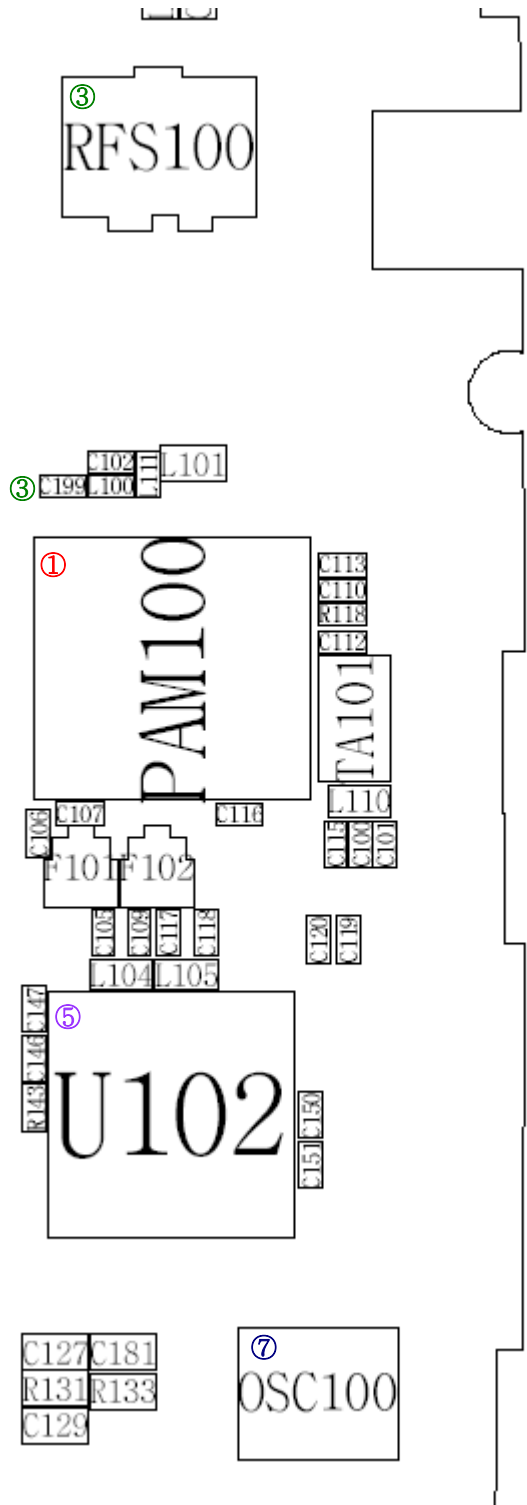 ③
RFS100
C102
L111
L101
③
C199
L100
①
PAM100
C113
C110
R118
C112
TA101
L110
C107
C116
C106
F101
F102
C115
C100
C101
C105
C109
C117
C118
C120
C119
L104
L105
C147
⑤
C146
R143
U102
C150
C151
C127
C181
R131
R133
C129
⑦
OSC100